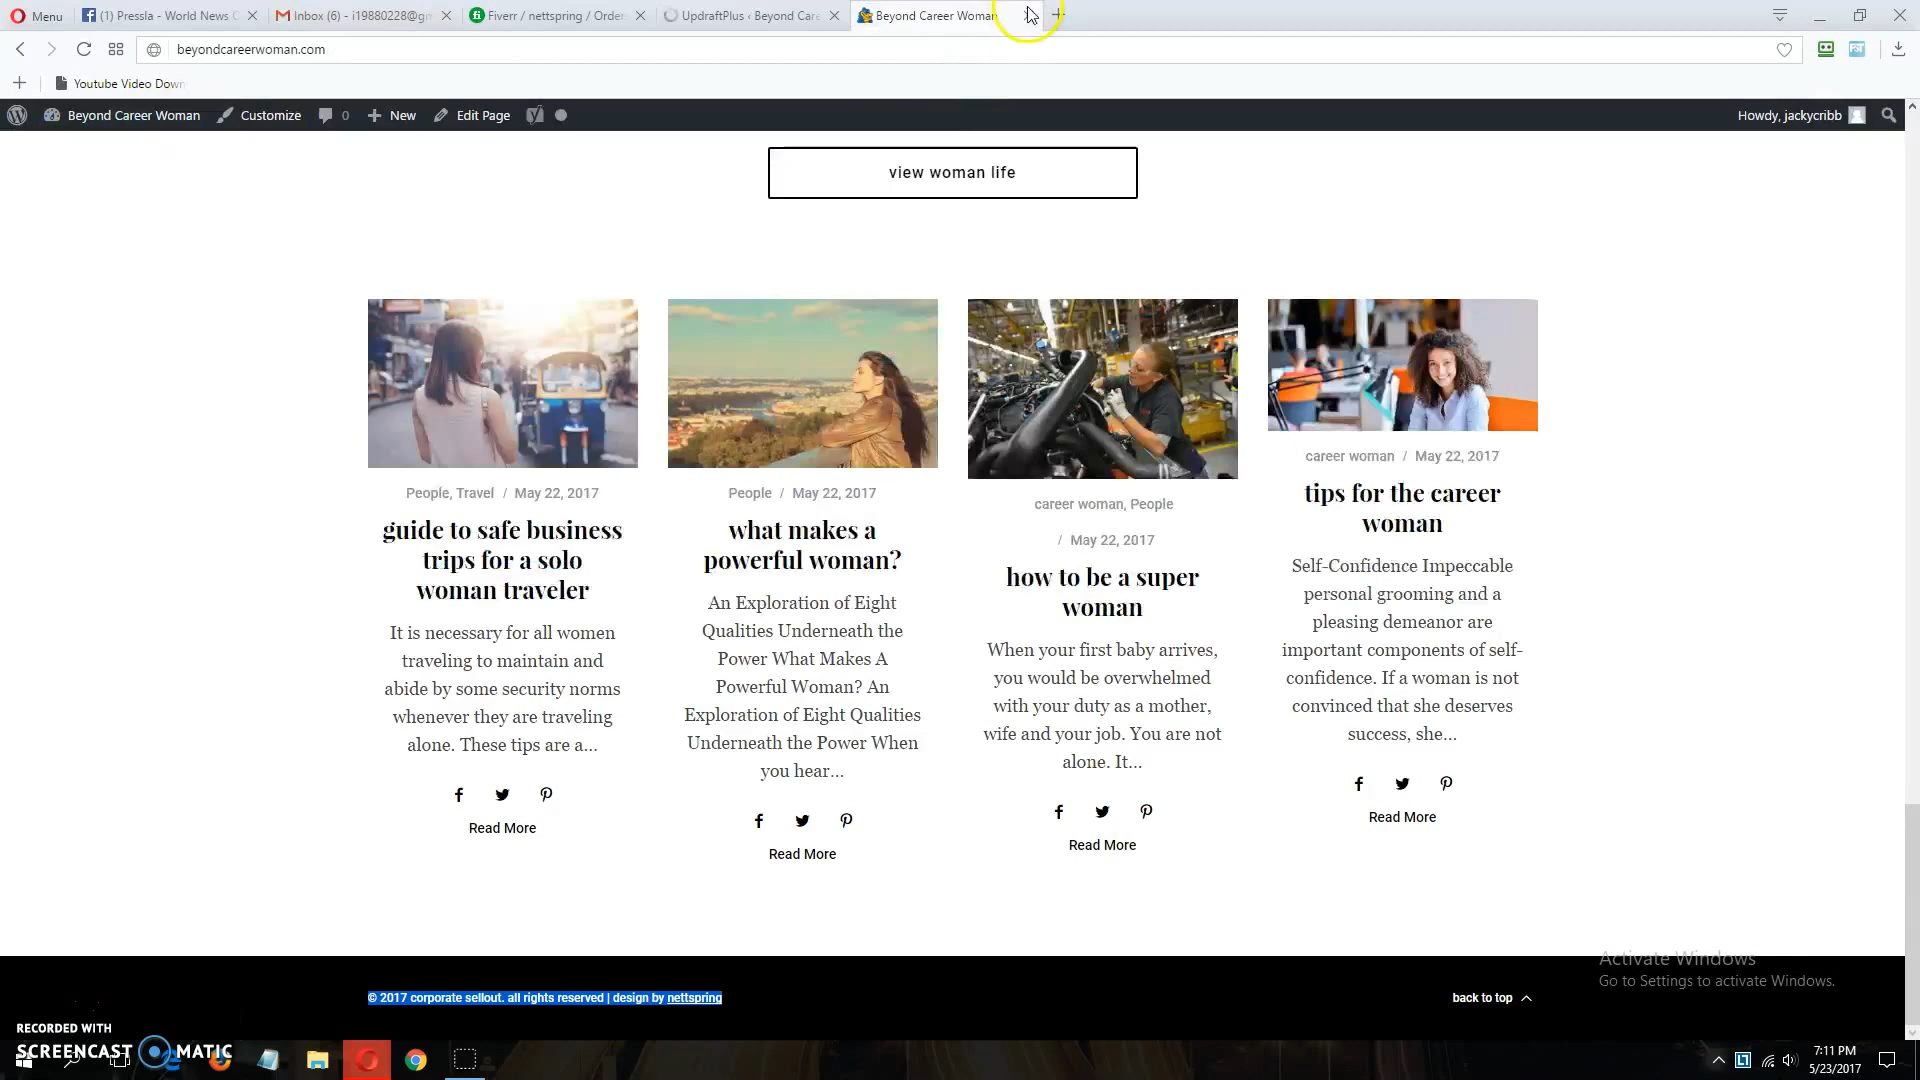 Menu
(1) Pressla - World News C
Inbox (6) - i19880228@gm
Fiverr / nettspring / Order
UpdraftPlus ‹ Beyond Care
Beyond Career Woman
beyondcareerwoman.com
Youtube Video Down
Beyond Career Woman
Customize
0
New
Edit Page
Howdy, jackycribb
view woman life
People, Travel / May 22, 2017
guide to safe business
trips for a solo
woman traveler
It is necessary for all women
traveling to maintain and
abide by some security norms
whenever they are traveling
alone. These tips are a...
Read More
People / May 22, 2017
what makes a
powerful woman?
An Exploration of Eight
Qualities Underneath the
Power What Makes A
Powerful Woman? An
Exploration of Eight Qualities
Underneath the Power When
you hear...
Read More
career woman, People
/ May 22, 2017
how to be a super
woman
When your first baby arrives,
you would be overwhelmed
with your duty as a mother,
wife and your job. You are not
alone. It...
Read More
career woman / May 22, 2017
tips for the career
woman
Self-Confidence Impeccable
personal grooming and a
pleasing demeanor are
important components of self-
confidence. If a woman is not
convinced that she deserves
success, she...
Read More
Activate Windows
Go to Settings to activate Windows.
© 2017 corporate sellout. all rights reserved | design by nettspring
back to top
RECORDED WITH
SCREENCAST MATIC
7:11 PM
5/23/2017